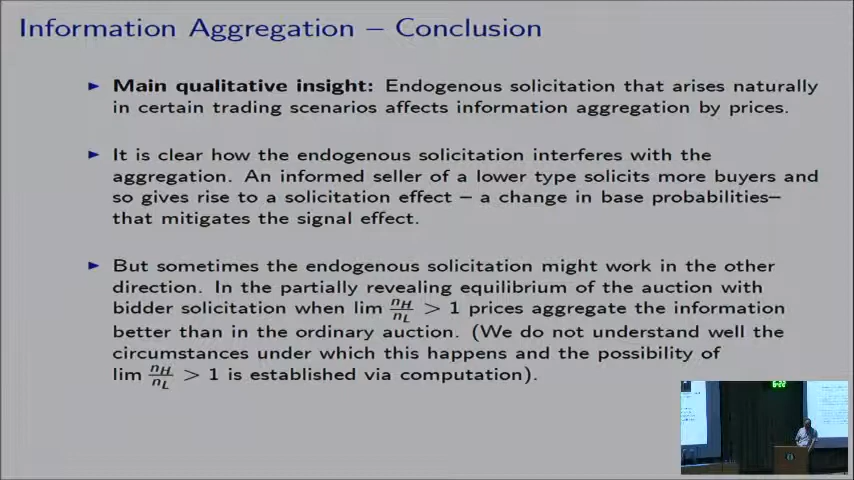 Information Aggregation – Conclusion
Main qualitative insight: Endogenous solicitation that arises naturally
in certain trading scenarios affects information aggregation by prices.
It is clear how the endogenous solicitation interferes with the
aggregation. An informed seller of a lower type solicits more buyers and
so gives rise to a solicitation effect – a change in base probabilities–
that mitigates the signal effect.
But sometimes the endogenous solicitation might work in the other
direction. In the partially revealing equilibrium of the auction with
bidder solicitation when lim n_H/n_L > 1 prices aggregate the information
better than in the ordinary auction. (We do not understand well the
circumstances under which this happens and the possibility of
lim n_H/n_L > 1 is established via computation).